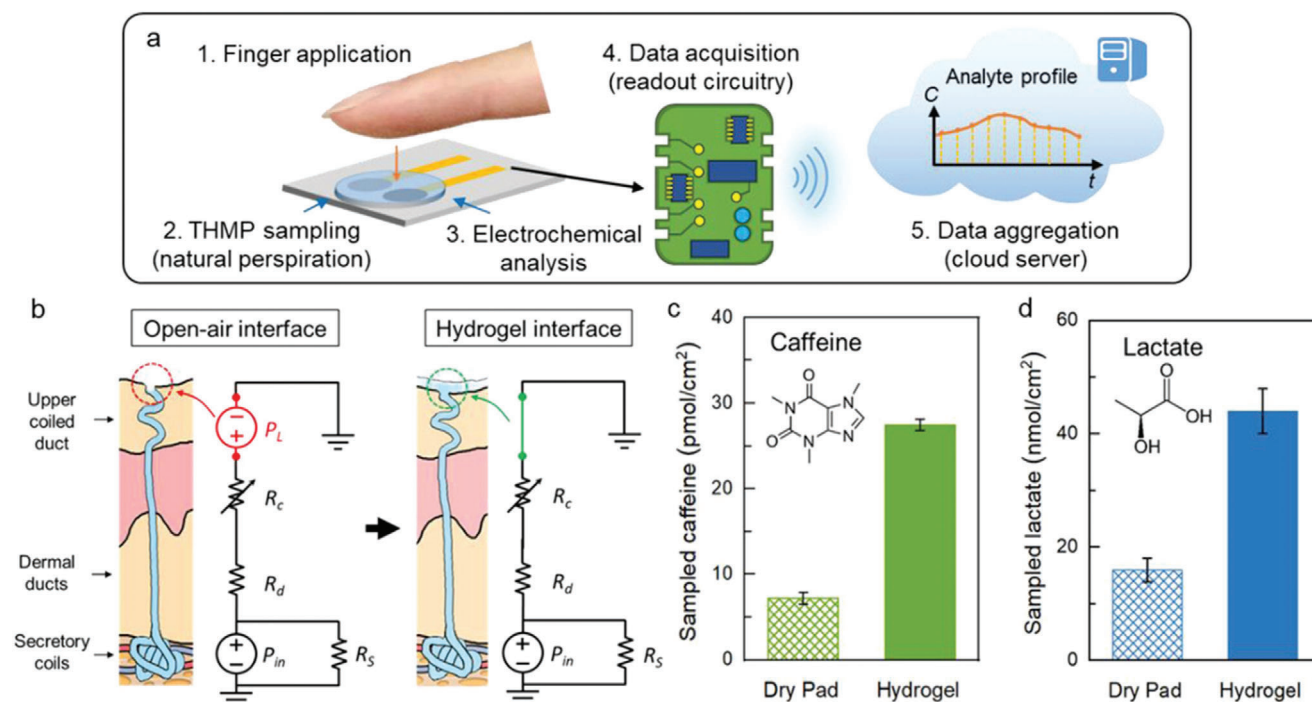 a
1. Finger application
2. THMP sampling
(natural perspiration)
3. Electrochemical
analysis
4. Data acquisition
(readout circuitry)
Analyte profile
C
t
5. Data aggregation
(cloud server)
b
Open-air interface
Hydrogel interface
Upper
coiled
duct
Dermal
ducts
Secretory
coils
− + P_L
R_c
R_d
+ − P_in
R_S
R_c
R_d
+ − P_in
R_S
c
Sampled caffeine (pmol/cm²)
40
30
20
10
0
Caffeine
O
N
N
O
N
N
Dry Pad
Hydrogel
d
Sampled lactate (nmol/cm²)
60
40
20
0
Lactate
O
OH
OH
Dry Pad
Hydrogel